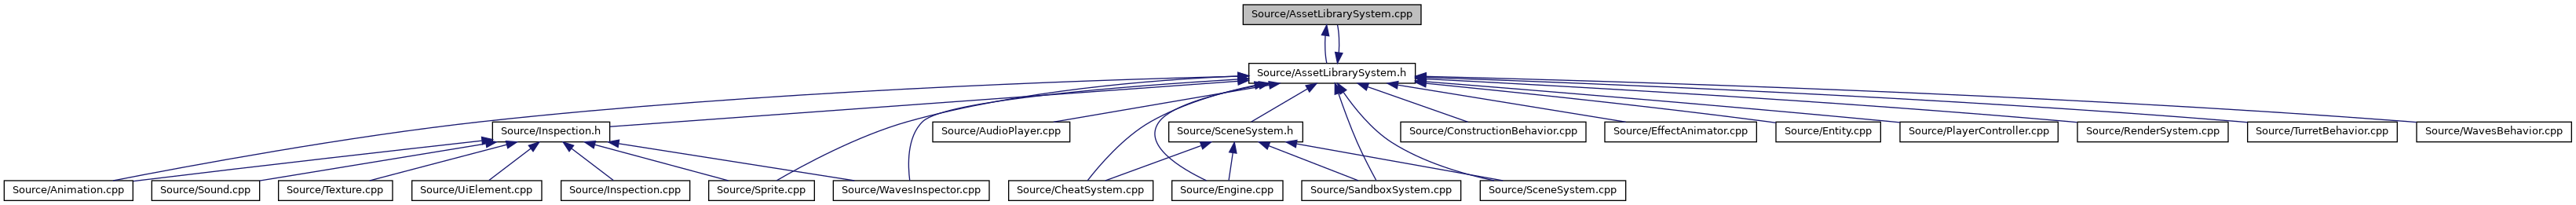 Source/AssetLibrarySystem.cpp
Source/AssetLibrarySystem.h
Source/Inspection.h
Source/AudioPlayer.cpp
Source/SceneSystem.h
Source/ConstructionBehavior.cpp
Source/EffectAnimator.cpp
Source/Entity.cpp
Source/PlayerController.cpp
Source/RenderSystem.cpp
Source/TurretBehavior.cpp
Source/WavesBehavior.cpp
Source/Animation.cpp
Source/Sound.cpp
Source/Texture.cpp
Source/UiElement.cpp
Source/Inspection.cpp
Source/Sprite.cpp
Source/WavesInspector.cpp
Source/CheatSystem.cpp
Source/Engine.cpp
Source/SandboxSystem.cpp
Source/SceneSystem.cpp